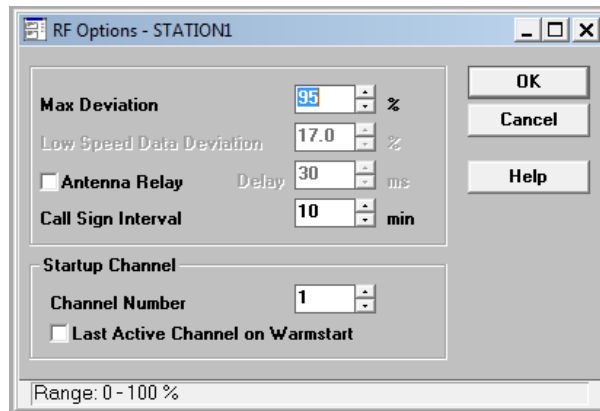 RF Options - STATION1
Max Deviation 95 %
Low Speed Data Deviation 17.0 %
Antenna Relay Delay 30 ms
Call Sign Interval 10 min
Startup Channel
Channel Number 1
Last Active Channel on Warmstart
OK
Cancel
Help
Range: 0 - 100 %